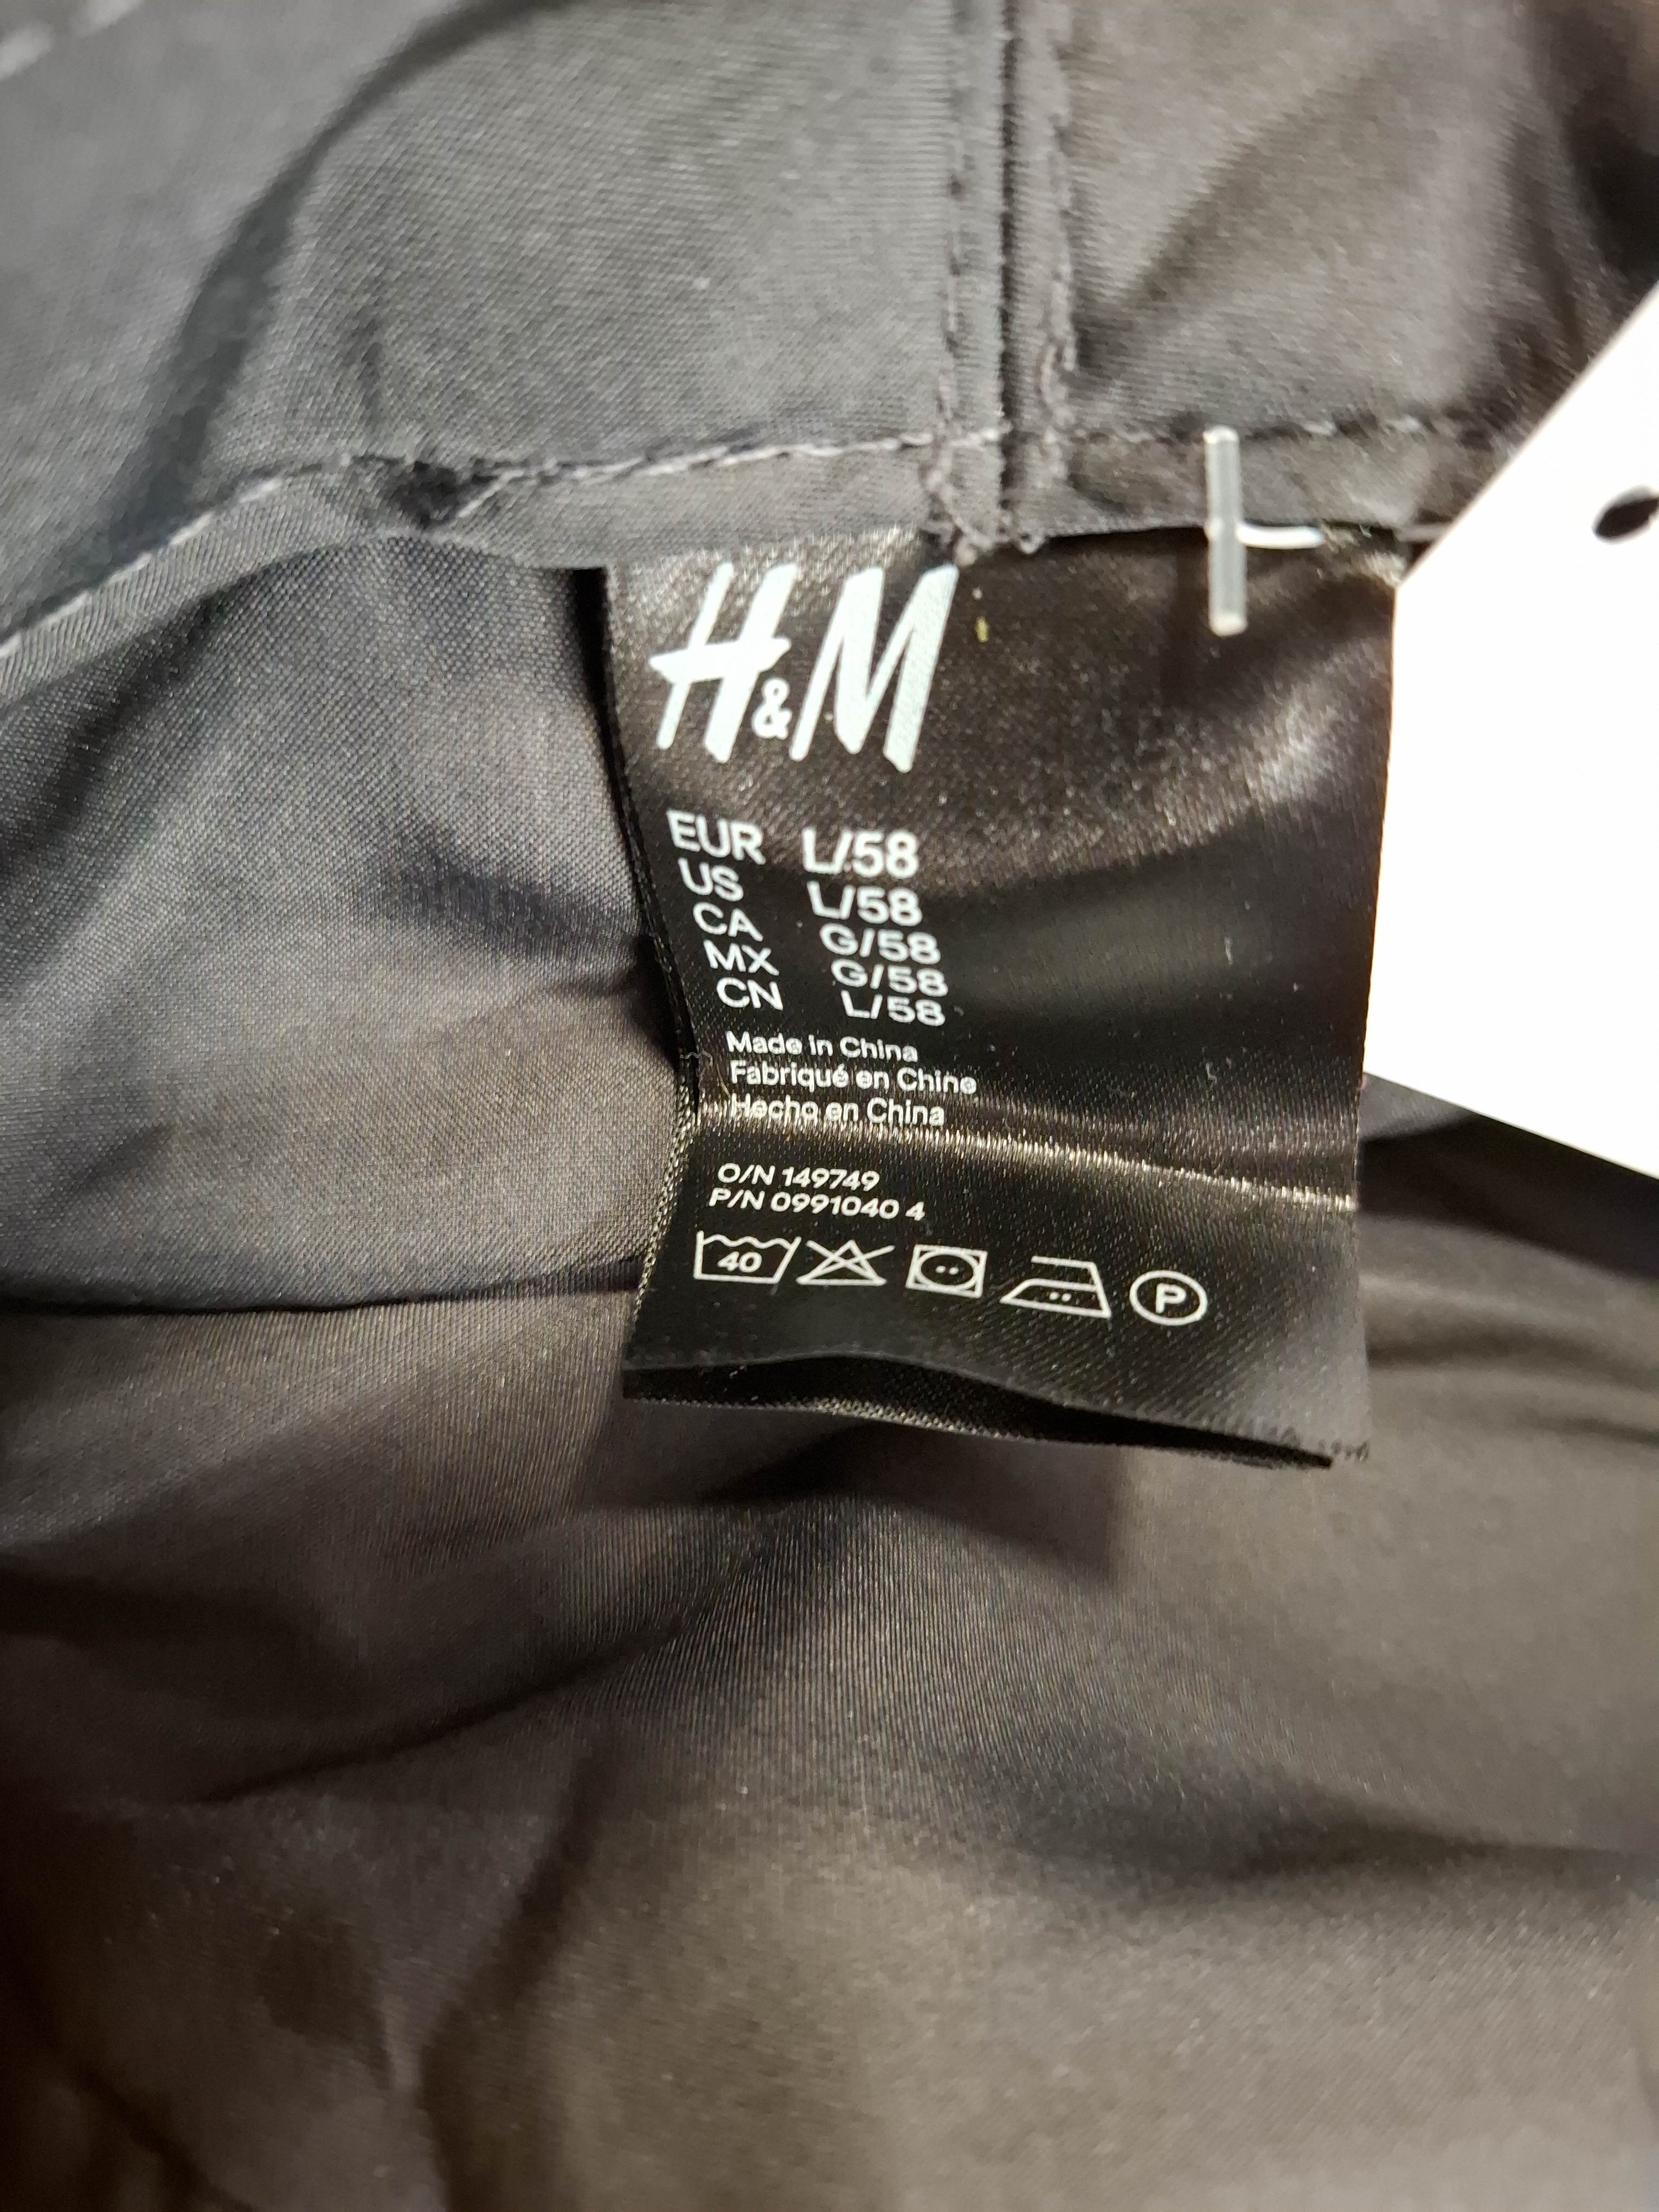 H&M
EUR L/58
US L/58
CA G/58
MX G/58
CN L/58
Made in China
Fabriqué en Chine
Hecho en China
O/N 149749
P/N 0991040 4
40
P